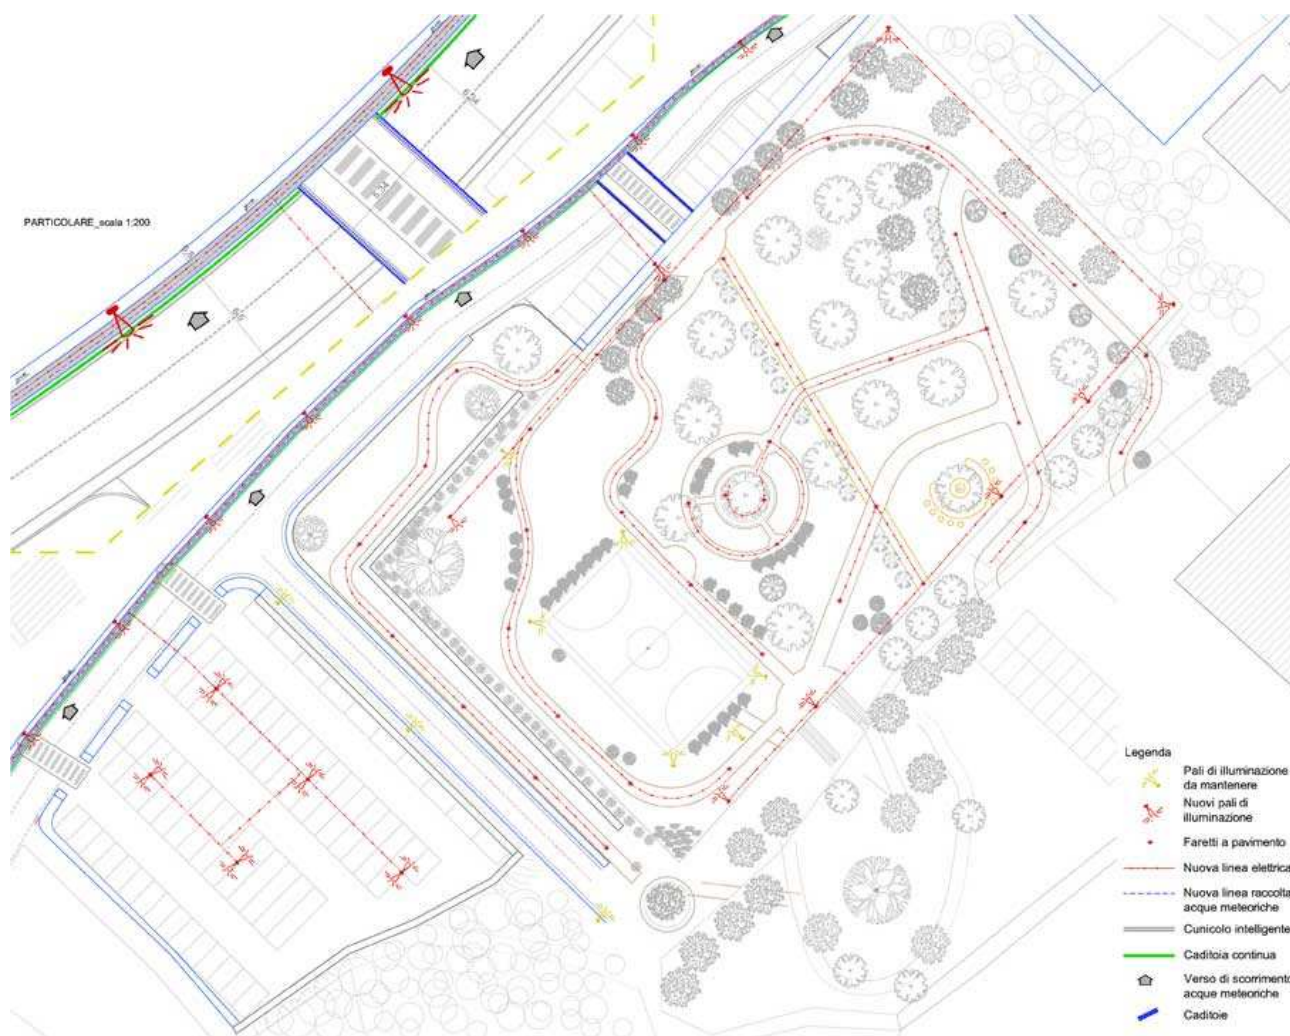 PARTICOLARE_scala 1:200
Legenda
Pali di illuminazione
da mantenere
Nuovi pali di
illuminazione
Faretti a pavimento
Nuova linea elettrica
Nuova linea raccolta
acque meteoriche
Cunicolo intelligente
Caditoia continua
Verso di scorrimento
acque meteoriche
Caditoie